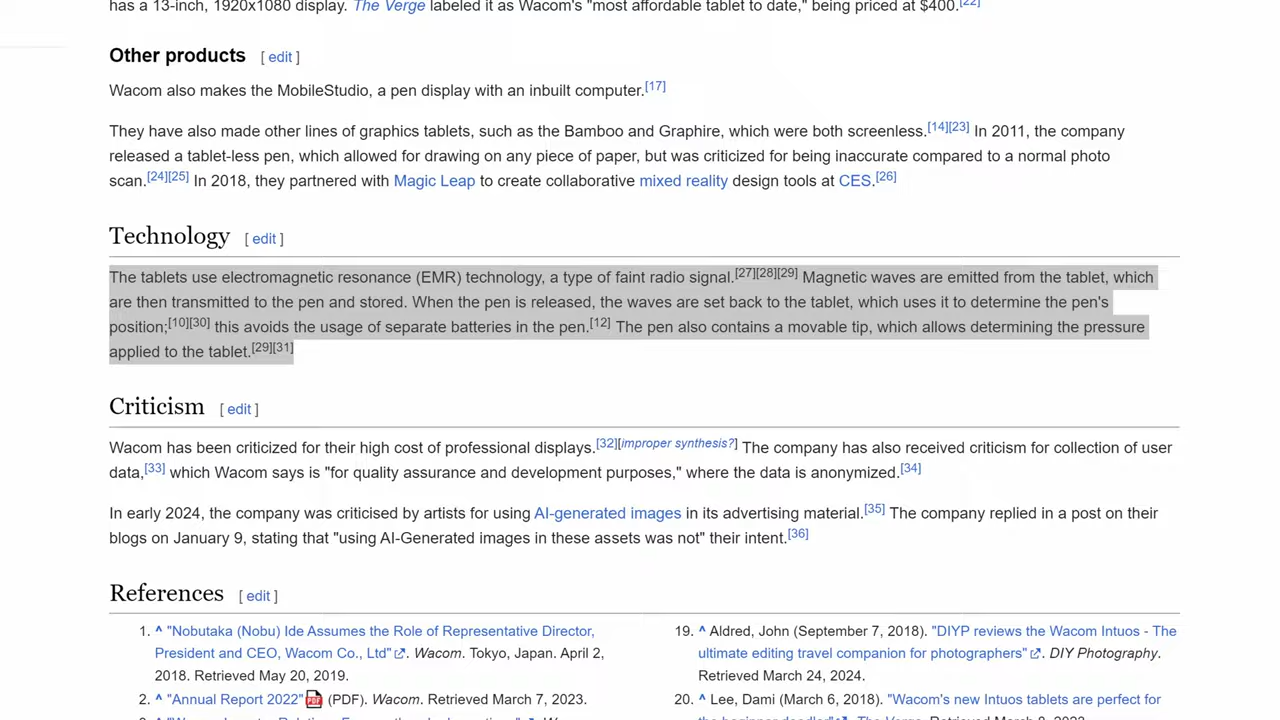 has a 13-inch, 1920x1080 display. The Verge labeled it as Wacom's "most affordable tablet to date," being priced at $400.[22]
Other products [ edit ]
Wacom also makes the MobileStudio, a pen display with an inbuilt computer.[17]
They have also made other lines of graphics tablets, such as the Bamboo and Graphire, which were both screenless.[14][23] In 2011, the company
released a tablet-less pen, which allowed for drawing on any piece of paper, but was criticized for being inaccurate compared to a normal photo
scan.[24][25] In 2018, they partnered with Magic Leap to create collaborative mixed reality design tools at CES.[26]
Technology [ edit ]
The tablets use electromagnetic resonance (EMR) technology, a type of faint radio signal.[27][28][29] Magnetic waves are emitted from the tablet, which
are then transmitted to the pen and stored. When the pen is released, the waves are set back to the tablet, which uses it to determine the pen's
position;[10][30] this avoids the usage of separate batteries in the pen.[12] The pen also contains a movable tip, which allows determining the pressure
applied to the tablet.[29][31]
Criticism [ edit ]
Wacom has been criticized for their high cost of professional displays.[32][improper synthesis?] The company has also received criticism for collection of user
data,[33] which Wacom says is "for quality assurance and development purposes," where the data is anonymized.[34]
In early 2024, the company was criticised by artists for using AI-generated images in its advertising material.[35] The company replied in a post on their
blogs on January 9, stating that "using AI-Generated images in these assets was not" their intent.[36]
References [ edit ]
1. ^ "Nobutaka (Nobu) Ide Assumes the Role of Representative Director,
President and CEO, Wacom Co., Ltd". Wacom. Tokyo, Japan. April 2,
2018. Retrieved May 20, 2019.
2. ^ "Annual Report 2022" (PDF). Wacom. Retrieved March 7, 2023.
19. ^ Aldred, John (September 7, 2018). "DIYP reviews the Wacom Intuos - The
ultimate editing travel companion for photographers". DIY Photography.
Retrieved March 24, 2024.
20. ^ Lee, Dami (March 6, 2018). "Wacom's new Intuos tablets are perfect for